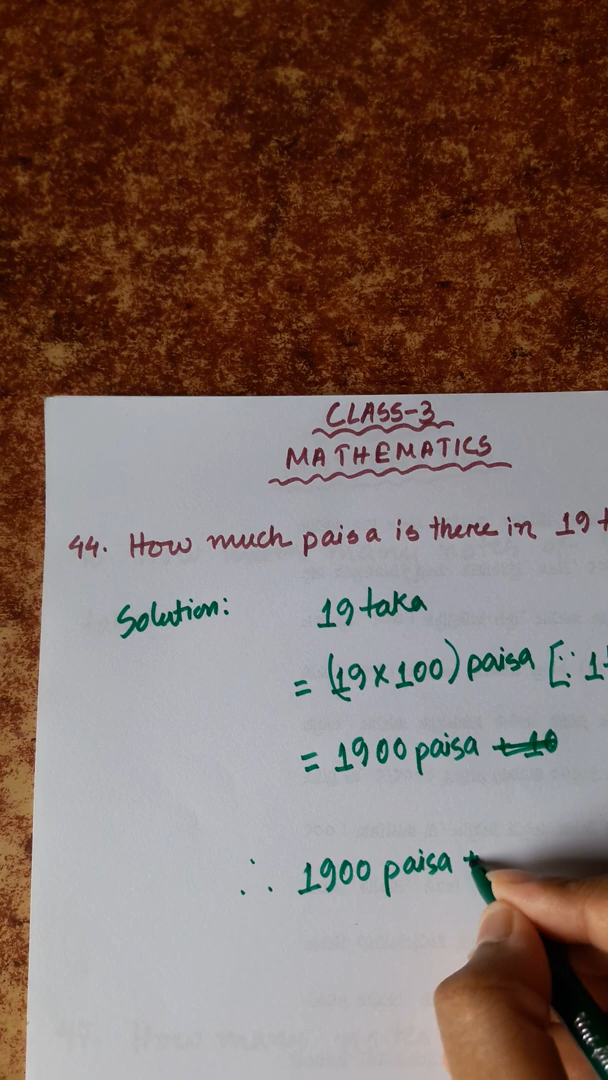 CLASS-3
MATHEMATICS
44. How much paisa is there in 19 t
Solution: 19 taka
= (19 × 100) paisa [∵ 1 t
= 1900 paisa
∴ 1900 paisa